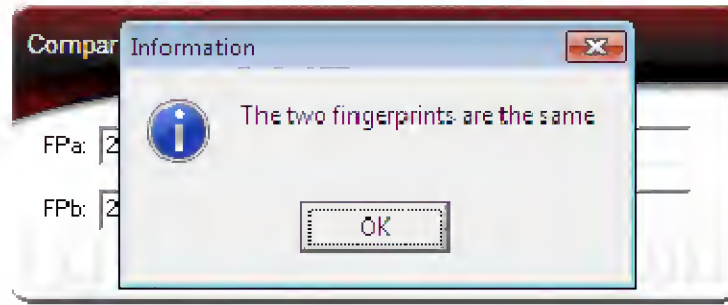 Compar
Information
The two fingerprints are the same
FPa: 2
FPb: 2
OK